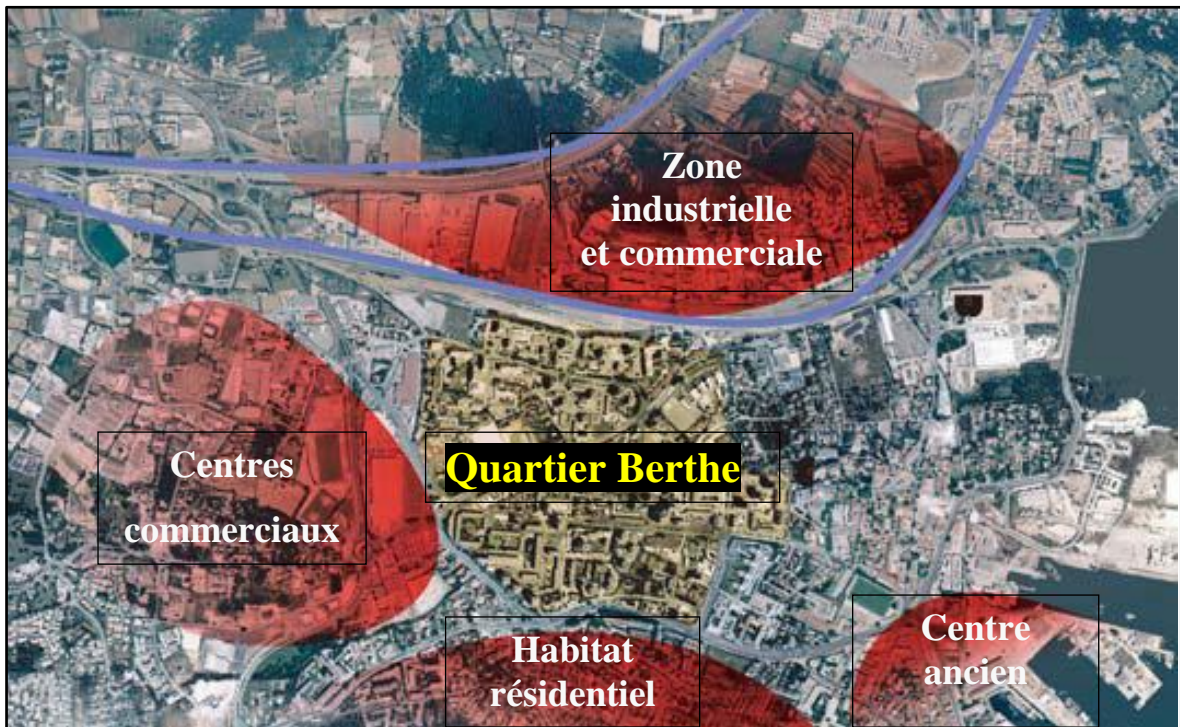 Zone
industrielle
et commerciale
Centres
commerciaux
Quartier Berthe
Habitat
résidentiel
Centre
ancien